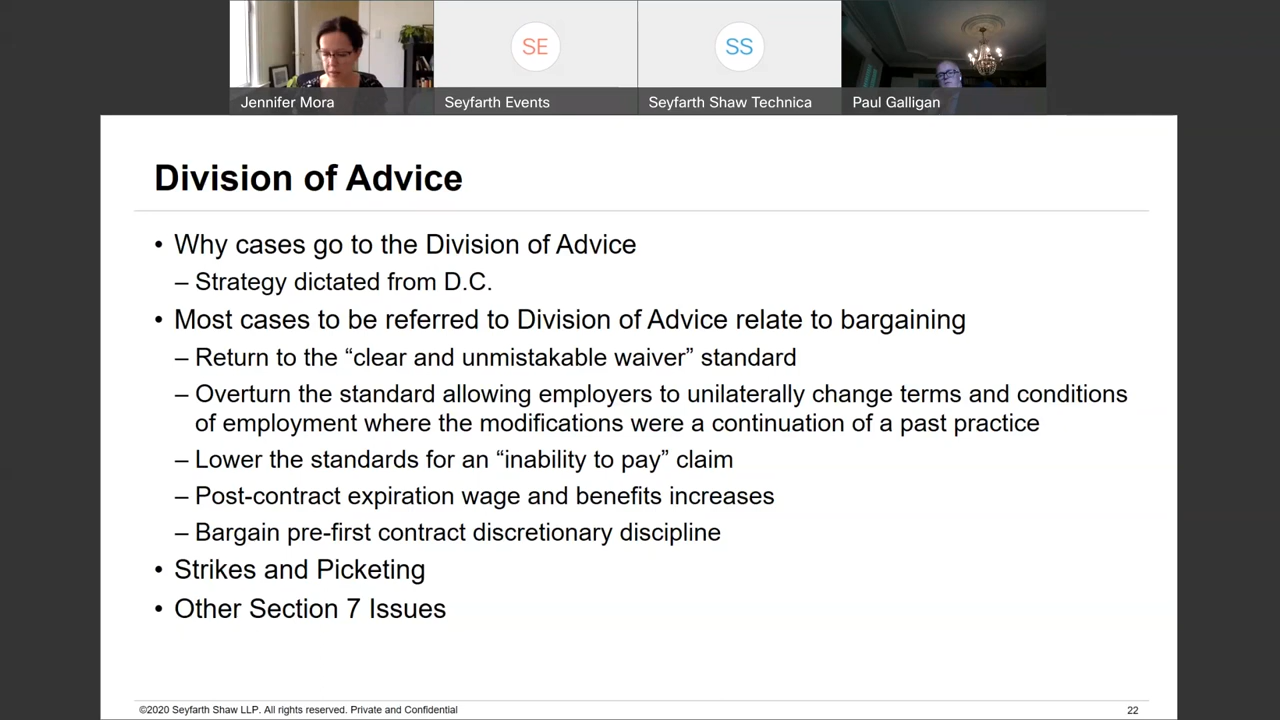 SE
SS
Jennifer Mora
Seyfarth Events
Seyfarth Shaw Technica
Paul Galligan
Division of Advice
• Why cases go to the Division of Advice
– Strategy dictated from D.C.
• Most cases to be referred to Division of Advice relate to bargaining
– Return to the “clear and unmistakable waiver” standard
– Overturn the standard allowing employers to unilaterally change terms and conditions
of employment where the modifications were a continuation of a past practice
– Lower the standards for an “inability to pay” claim
– Post-contract expiration wage and benefits increases
– Bargain pre-first contract discretionary discipline
• Strikes and Picketing
• Other Section 7 Issues
©2020 Seyfarth Shaw LLP. All rights reserved. Private and Confidential
22